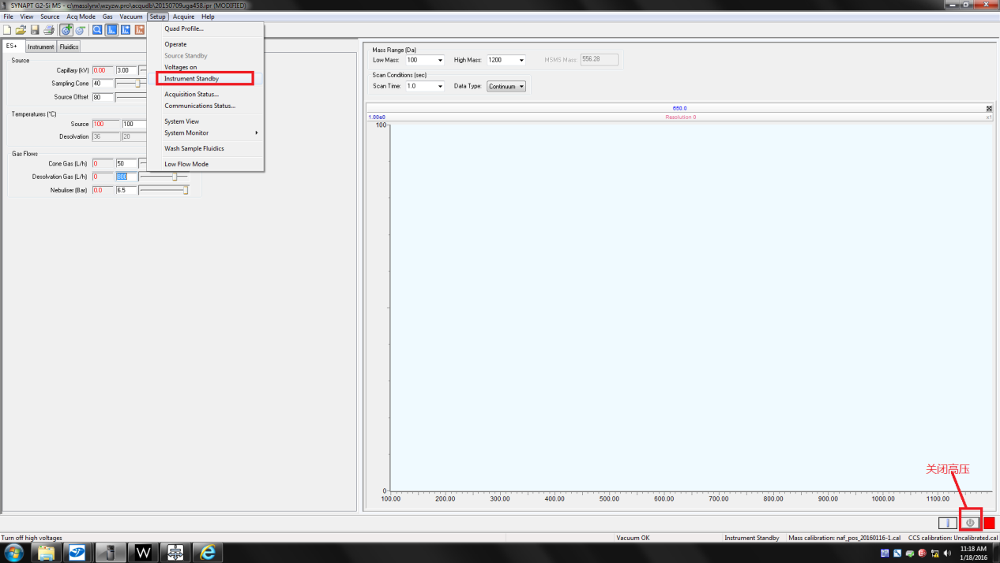 SYNAPT G2-Si MS - c:\masslynx\wzyzw.pro\acqudb\20150709uga458.ipr (MODIFIED)
File View Source Acq Mode Gas Vacuum Setup Acquire Help
Quad Profile...
Operate
Source Standby
Voltages on
Instrument Standby
Acquisition Status...
Communications Status...
System View
System Monitor
Wash Sample Fluidics
Low Flow Mode
ES+ Instrument Fluidics
Source
Capillary (kV) 0.00 3.00
Sampling Cone 40
Source Offset 80
Temperatures (°C)
Source 100 100
Desolvation 36 20
Gas Flows
Cone Gas (L/h) 0 50
Desolvation Gas (L/h) 0 800
Nebuliser (Bar) 0.0 6.5
Mass Range (Da)
Low Mass: 100 High Mass: 1200 MSMS Mass: 556.28
Scan Conditions (sec)
Scan Time: 1.0 Data Type: Continuum
650.0
1.00e0 Resolution 0 x1
100
%
0
100.00 200.00 300.00 400.00 500.00 600.00 700.00 800.00 900.00 1000.00 1100.00
关闭高压
Turn off high voltages Vacuum OK Instrument Standby Mass calibration: naf_pos_20160116-1.cal CCS calibration: Uncalibrated.cal
11:18 AM
1/18/2016